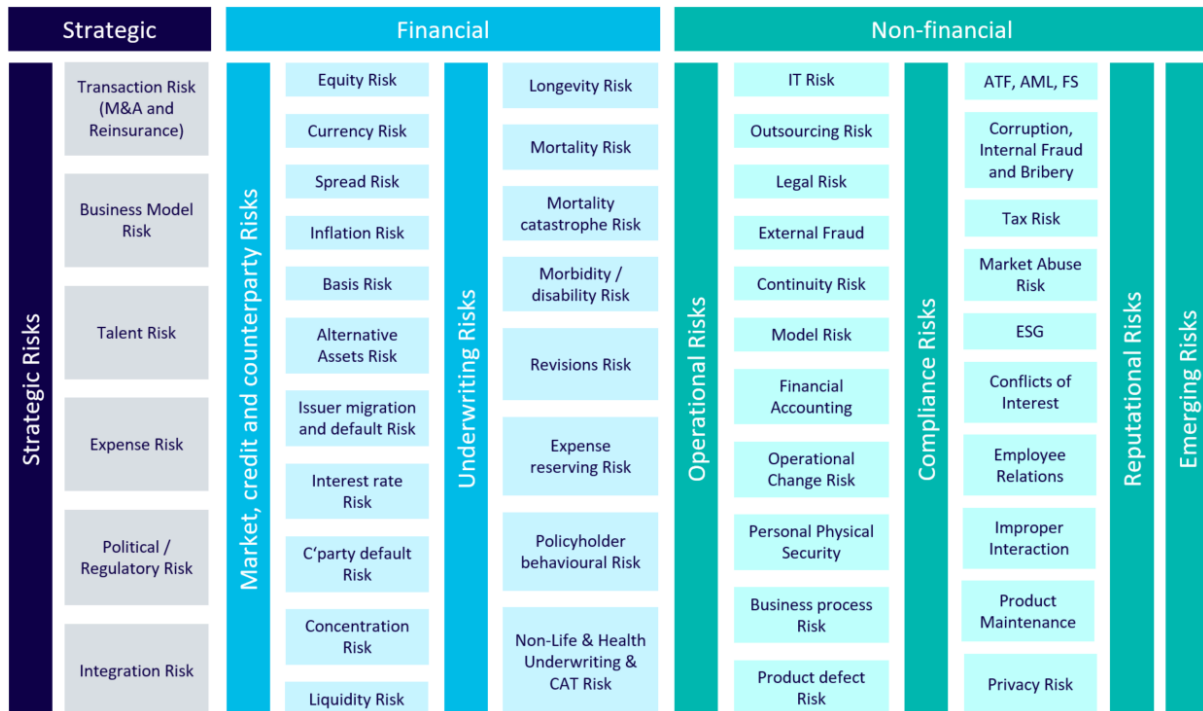 Strategic
Strategic Risks
Transaction Risk
(M&A and
Reinsurance)
Business Model
Risk
Talent Risk
Expense Risk
Political /
Regulatory Risk
Integration Risk
Financial
Market, credit and counterparty Risks
Equity Risk
Currency Risk
Spread Risk
Inflation Risk
Basis Risk
Alternative
Assets Risk
Issuer migration
and default Risk
Interest rate
Risk
C'party default
Risk
Concentration
Risk
Liquidity Risk
Underwriting Risks
Longevity Risk
Mortality Risk
Mortality
catastrophe Risk
Morbidity /
disability Risk
Revisions Risk
Expense
reserving Risk
Policyholder
behavioural Risk
Non-Life & Health
Underwriting &
CAT Risk
Non-financial
Operational Risks
IT Risk
Outsourcing Risk
Legal Risk
External Fraud
Continuity Risk
Model Risk
Financial
Accounting
Operational
Change Risk
Personal Physical
Security
Business process
Risk
Product defect
Risk
Compliance Risks
ATF, AML, FS
Corruption,
Internal Fraud
and Bribery
Tax Risk
Market Abuse
Risk
ESG
Conflicts of
Interest
Employee
Relations
Improper
Interaction
Product
Maintenance
Privacy Risk
Reputational Risks
Emerging Risks